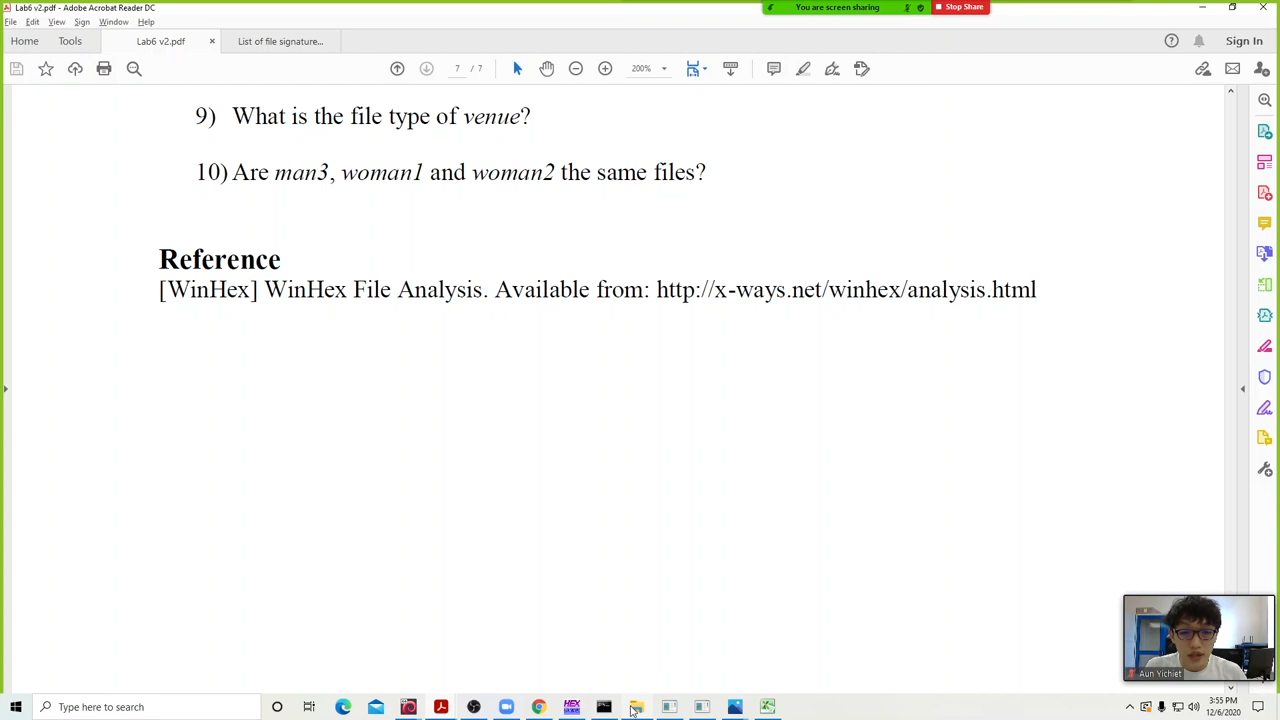 Lab6 v2.pdf - Adobe Acrobat Reader DC
You are screen sharing
Stop Share
File Edit View Sign Window Help
Home Tools Lab6 v2.pdf × List of file signature... Sign In
7 / 7 200%
9) What is the file type of venue?
10) Are man3, woman1 and woman2 the same files?
Reference
[WinHex] WinHex File Analysis. Available from: http://x-ways.net/winhex/analysis.html
Aun Yichiet
Type here to search
HEX
3:55 PM
12/6/2020